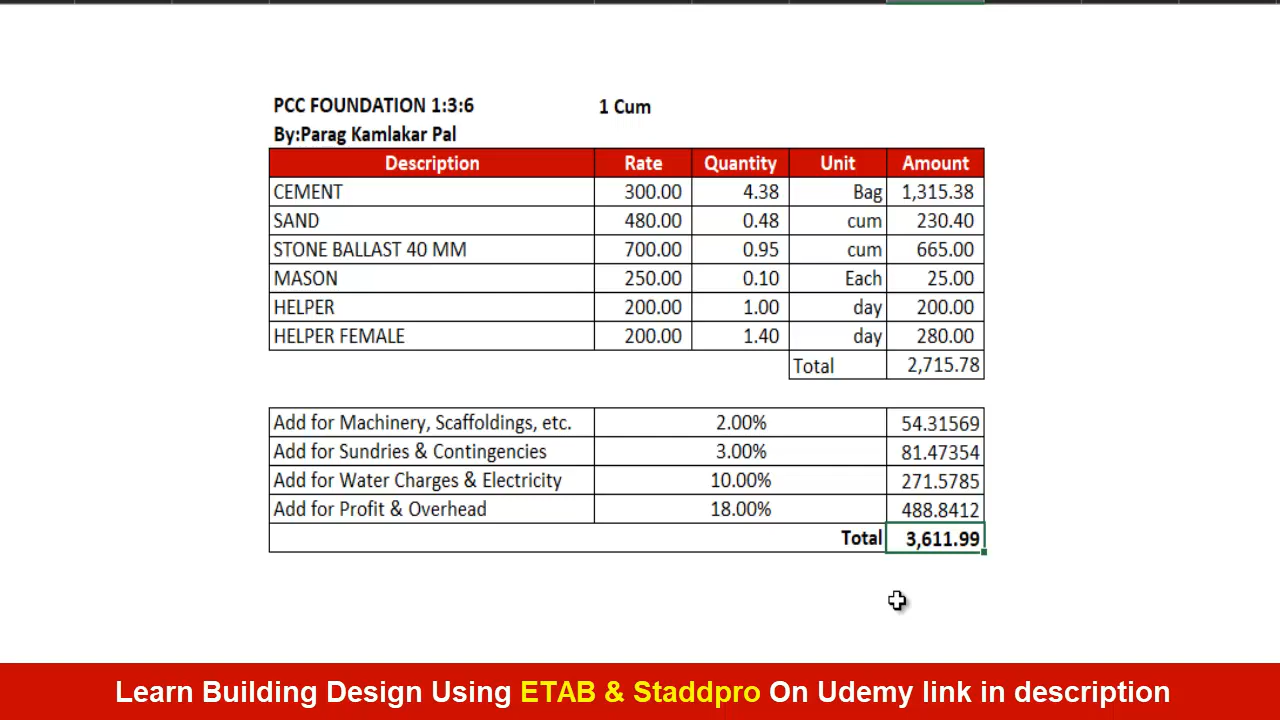 PCC FOUNDATION 1:3:6 1 Cum
By:Parag Kamlakar Pal
Description Rate Quantity Unit Amount
CEMENT 300.00 4.38 Bag 1,315.38
SAND 480.00 0.48 cum 230.40
STONE BALLAST 40 MM 700.00 0.95 cum 665.00
MASON 250.00 0.10 Each 25.00
HELPER 200.00 1.00 day 200.00
HELPER FEMALE 200.00 1.40 day 280.00
Total 2,715.78
Add for Machinery, Scaffoldings, etc. 2.00% 54.31569
Add for Sundries & Contingencies 3.00% 81.47354
Add for Water Charges & Electricity 10.00% 271.5785
Add for Profit & Overhead 18.00% 488.8412
Total 3,611.99
Learn Building Design Using ETAB & Staddpro On Udemy link in description